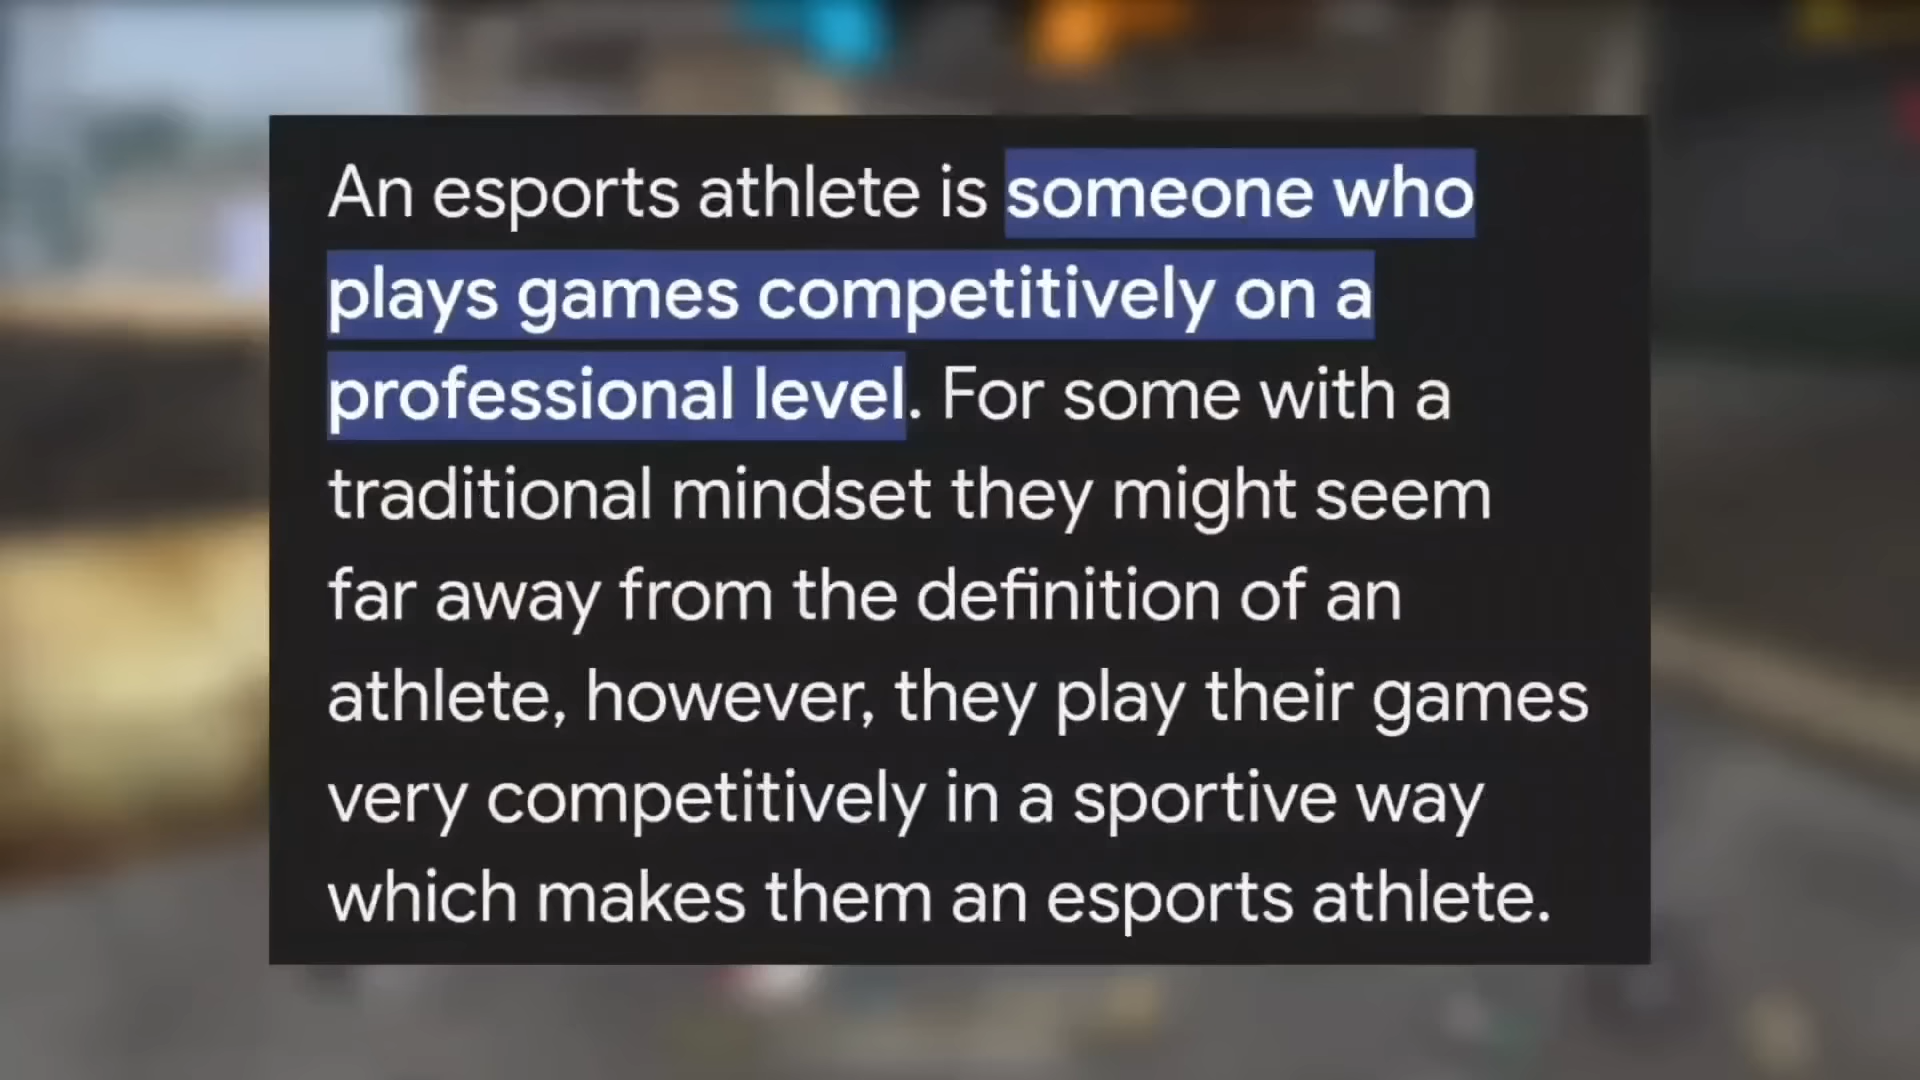 An esports athlete is someone who
plays games competitively on a
professional level. For some with a
traditional mindset they might seem
far away from the definition of an
athlete, however, they play their games
very competitively in a sportive way
which makes them an esports athlete.